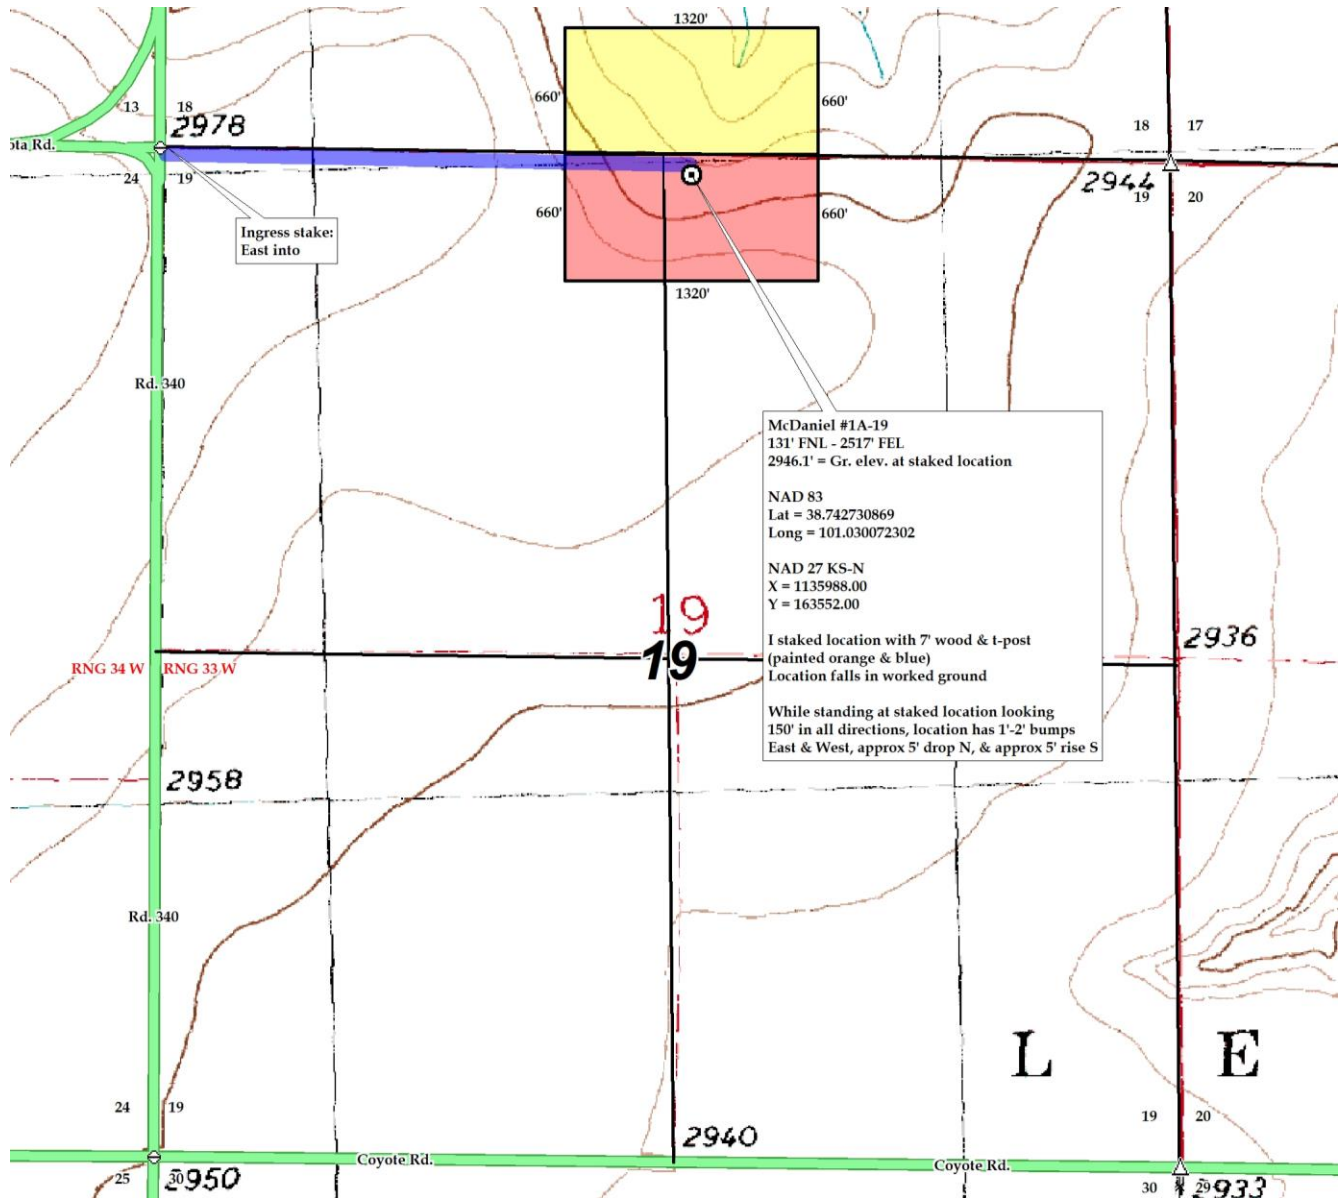 1320'
660'
660'
13
18
18
17
2978
ota Rd.
24
19
2944
19
20
660'
660'
Ingress stake:
East into
1320'
Rd. 340
McDaniel #1A-19
131' FNL - 2517' FEL
2946.1' = Gr. elev. at staked location
NAD 83
Lat = 38.742730869
Long = 101.030072302
NAD 27 KS-N
X = 1135988.00
Y = 163552.00
I staked location with 7' wood & t-post
(painted orange & blue)
Location falls in worked ground
While standing at staked location looking
150' in all directions, location has 1'-2' bumps
East & West, approx 5' drop N, & approx 5' rise S
19
19
2936
RNG 34 W
RNG 33 W
2958
Rd. 340
L E
24
19
19
20
2940
Coyote Rd.
Coyote Rd.
25
30
2950
30
29
2933